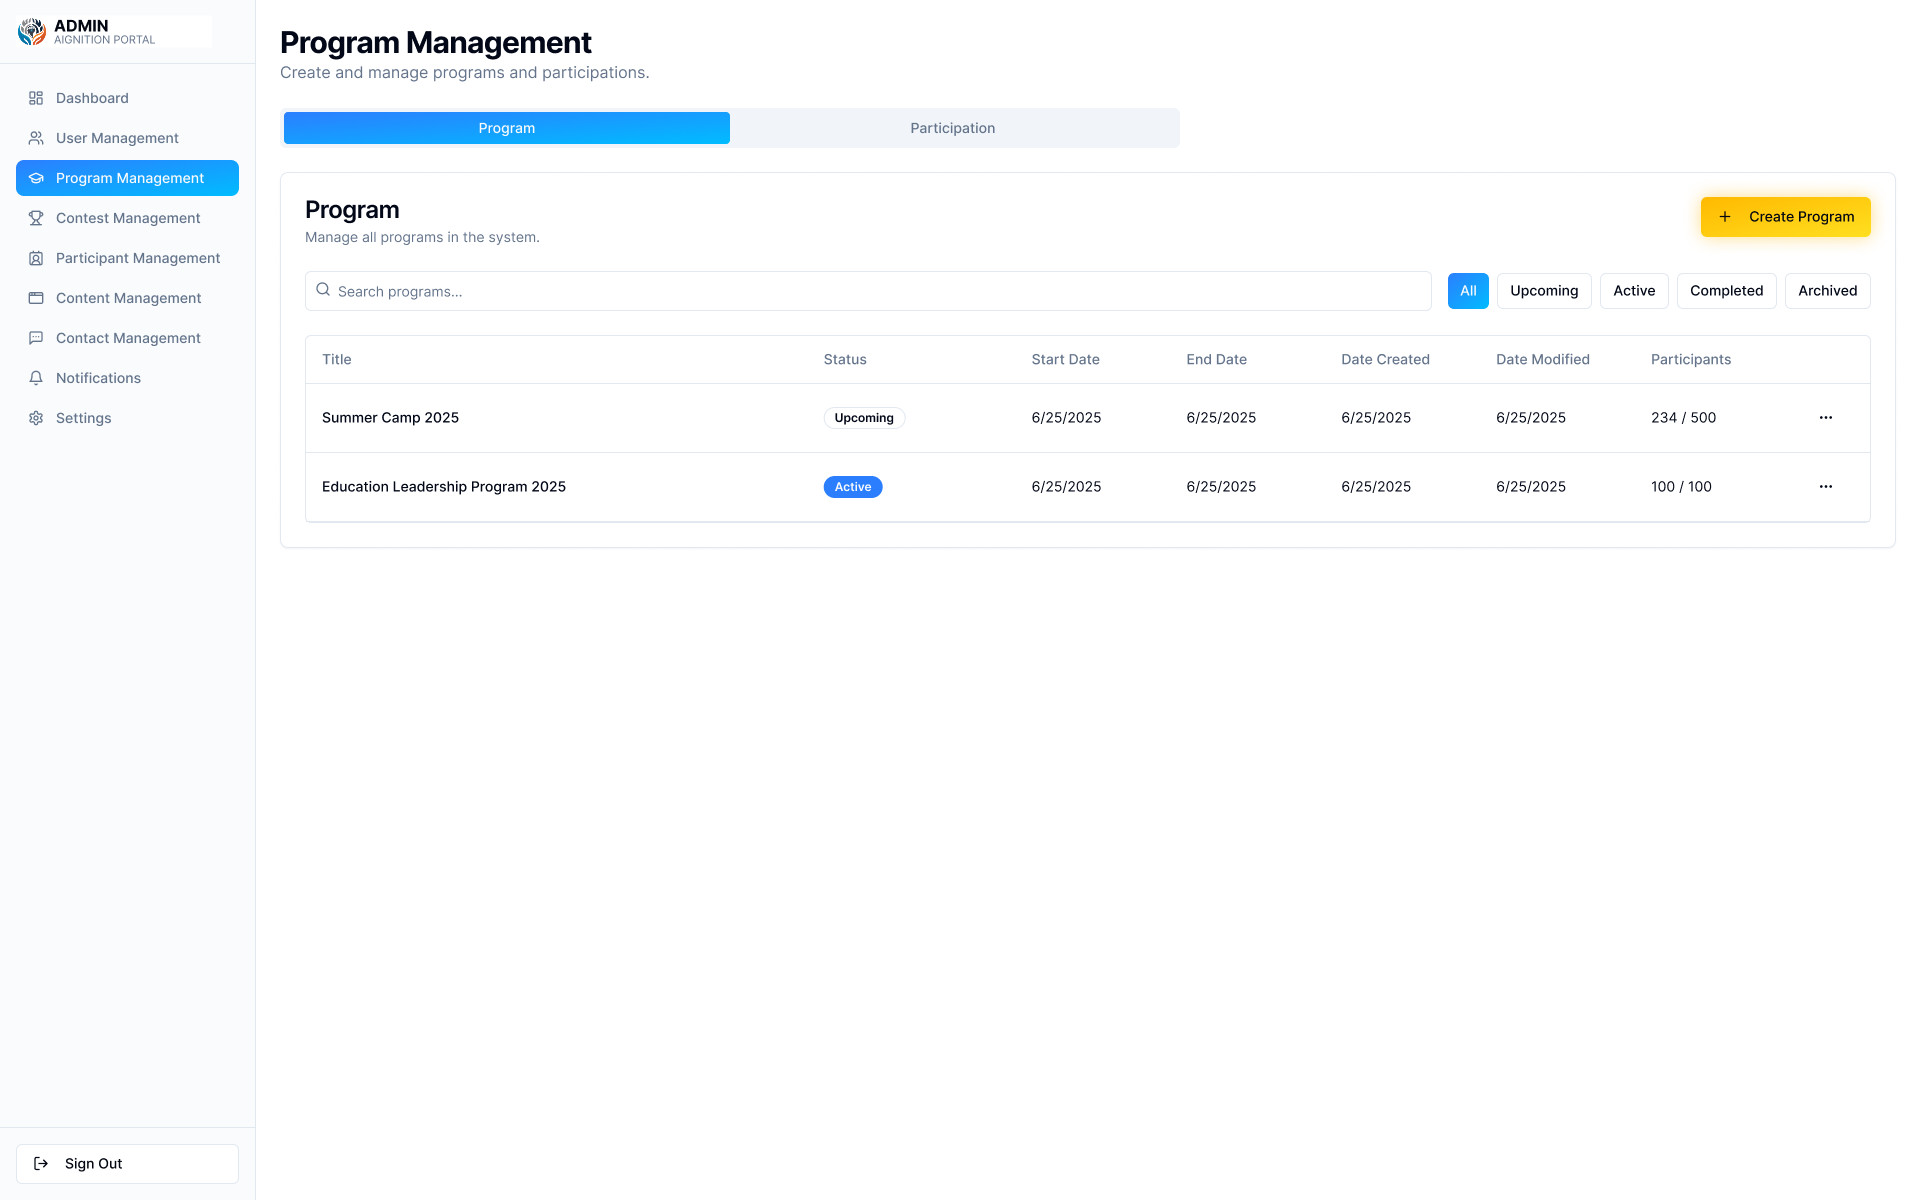 ADMIN
AIGNITION PORTAL
Dashboard
User Management
Program Management
Contest Management
Participant Management
Content Management
Contact Management
Notifications
Settings
Sign Out
Program Management
Create and manage programs and participations.
Program Participation
Program
Manage all programs in the system.
Create Program
Search programs...
All Upcoming Active Completed Archived
Title Status Start Date End Date Date Created Date Modified Participants
Summer Camp 2025 Upcoming 6/25/2025 6/25/2025 6/25/2025 6/25/2025 234 / 500
Education Leadership Program 2025 Active 6/25/2025 6/25/2025 6/25/2025 6/25/2025 100 / 100